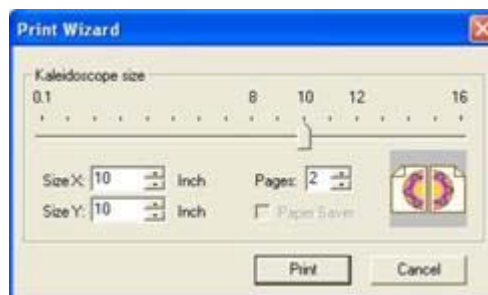 Print Wizard
Kaleidoscope size
0.1 8 10 12 16
Size X: 10 Inch Pages: 2
Size Y: 10 Inch Paper Saver
Print Cancel